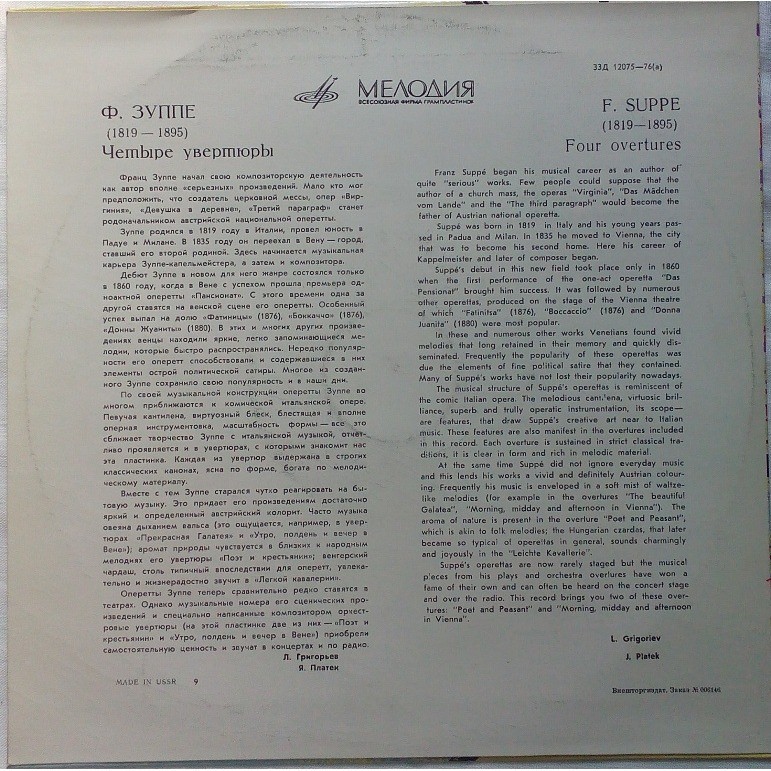 33Д 12075—76(а)
МЕЛОДИЯ
ВСЕСОЮЗНАЯ ФИРМА ГРАМПЛАСТИНОК
Ф. ЗУППЕ
(1819 — 1895)
Четыре увертюры
Франц Зуппе начал свою композиторскую деятельность
как автор вполне «серьезных» произведений. Мало кто мог
предположить, что создатель церковной мессы, опер «Вир-
гиния», «Девушка в деревне», «Третий параграф» станет
родоначальником австрийской национальной оперетты.
Зуппе родился в 1819 году в Италии, провел юность в
Падуе и Милане. В 1835 году он переехал в Вену — город,
ставший его второй родиной. Здесь начинается музыкальная
карьера Зуппе-капельмейстера, а затем и композитора.
Дебют Зуппе в новом для него жанре состоялся только
в 1860 году, когда в Вене с успехом прошла премьера од-
ноактной оперетты «Пансионат». С этого времени одна за
другой ставятся на венской сцене его оперетты. Особенный
успех выпал на долю «Фатиницы» (1876), «Боккаччо» (1876),
«Донны Жуаниты» (1880). В этих и многих других произве-
дениях венцы находили яркие, легко запоминающиеся ме-
лодии, которые быстро распространялись. Нередко популяр-
ности его оперетт способствовали и содержавшиеся в них
элементы острой политической сатиры. Многое из создан-
ного Зуппе сохранило свою популярность и в наши дни.
По своей музыкальной конструкции оперетты Зуппе во
многом приближаются к комической итальянской опере.
Певучая кантилена, виртуозный блеск, блестящая и вполне
оперная инструментовка, масштабность формы — все это
сближает творчество Зуппе с итальянской музыкой, отчет-
ливо проявляется и в увертюрах, с которыми знакомит нас
эта пластинка. Каждая из увертюр выдержана в строгих
классических канонах, ясна по форме, богата по мелоди-
ческому материалу.
Вместе с тем Зуппе старался чутко реагировать на бы-
товую музыку. Это придает его произведениям достаточно
яркий и определенный австрийский колорит. Часто музыка
овеяна дыханием вальса (это ощущается, например, в увер-
тюрах «Прекрасная Галатея» и «Утро, полдень и вечер в
Вене»); аромат природы чувствуется в близких к народным
мелодиях его увертюры «Поэт и крестьянин»; венгерский
чардаш, столь типичный впоследствии для оперетт, увлека-
тельно и жизнерадостно звучит в «Легкой кавалерии».
Оперетты Зуппе теперь сравнительно редко ставятся в
театрах. Однако музыкальные номера его сценических про-
изведений и специально написанные композитором оркест-
ровые увертюры (на этой пластинке две из них — «Поэт и
крестьянин» и «Утро, полдень и вечер в Вене») приобрели
самостоятельную ценность и звучат в концертах и по радио.
Л. Григорьев
Я. Платек
MADE IN USSR 9
F. SUPPE
(1819—1895)
Four overtures
Franz Suppé began his musical career as an author of
quite "serious" works. Few people could suppose that the
author of a church mass, the operas "Virginia", "Das Mädchen
vom Lande" and the "The third paragraph" would become the
father of Austrian national operetta.
Suppé was born in 1819 in Italy and his young years pas-
sed in Padua and Milan. In 1835 he moved to Vienna, the city
that was to become his second home. Here his career of
Kappelmeister and later of composer began.
Suppé's debut in this new field took place only in 1860
when the first performance of the one-act operetta "Das
Pensionat" brought him success. It was followed by numerous
other operettas, produced on the stage of the Vienna theatre
of which "Fatinitsa" (1876), "Boccaccio" (1876) and "Donna
Juanita" (1880) were most popular.
In these and numerous other works Venetians found vivid
melodies that long retained in their memory and quickly dis-
seminated. Frequently the popularity of these operettas was
due the elements of fine political satire that they contained.
Many of Suppé's works have not lost their popularity nowadays.
The musical structure of Suppé's operettas is reminiscent of
the comic Italian opera. The melodious cantilena, virtuosic bril-
liance, superb and trully operatic instrumentation, its scope—
are features, that draw Suppé's creative art near to Italian
music. These features are also manifest in the overtures included
in this record. Each overture is sustained in strict classical tra-
ditions, it is clear in form and rich in melodic material.
At the same time Suppé did not ignore everyday music
and this lends his works a vivid and definitely Austrian colour-
ing. Frequently his music is enveloped in a soft mist of waltze-
like melodies (for example in the overtures "The beautiful
Galatea", "Morning, midday and afternoon in Vienna"). The
aroma of nature is present in the overture "Poet and Peasant",
which is akin to folk melodies; the Hungarian czardas, that later
became so typical of operettas in general, sounds charmingly
and joyously in the "Leichte Kavallerie".
Suppé's operettas are now rarely staged but the musical
pieces from his plays and orchestra overtures have won a
fame of their own and can often be heard on the concert stage
and over the radio. This record brings you two of these over-
tures: "Poet and Peasant" and "Morning, midday and afternoon
in Vienna".
L. Grigoriev
J. Platek
Внешторгиздат. Заказ № 000146